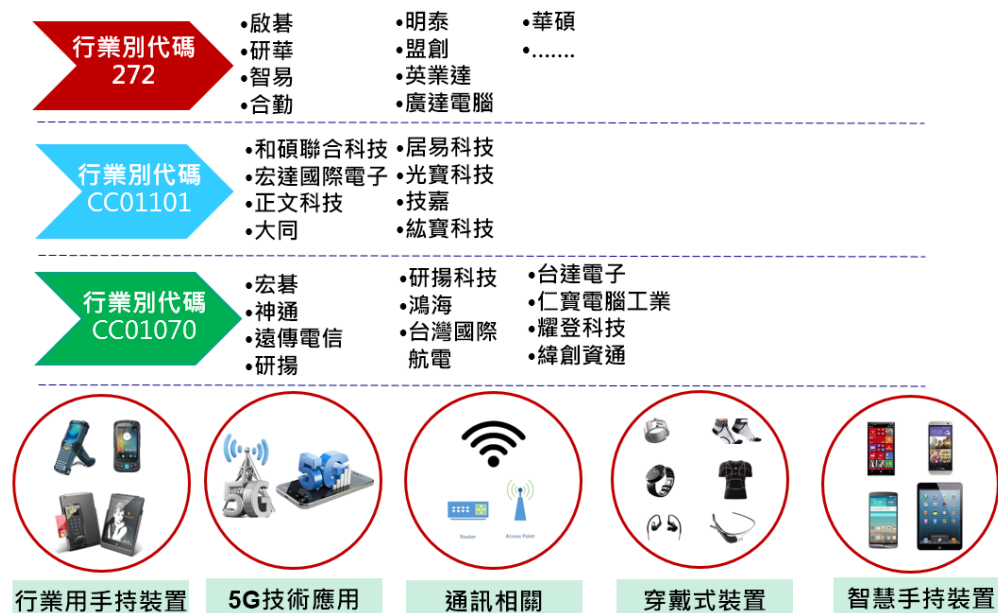 行業別代碼
272
•啟碁
•研華
•智易
•合勤
•明泰
•盟創
•英業達
•廣達電腦
•華碩
•.......
行業別代碼
CC01101
•和碩聯合科技
•宏達國際電子
•正文科技
•大同
•居易科技
•光寶科技
•技嘉
•紘寶科技
行業別代碼
CC01070
•宏碁
•神通
•遠傳電信
•研揚
•研揚科技
•鴻海
•台灣國際
航電
•台達電子
•仁寶電腦工業
•耀登科技
•緯創資通
5G
5G
Router
Access Point
行業用手持裝置
5G技術應用
通訊相關
穿戴式裝置
智慧手持裝置